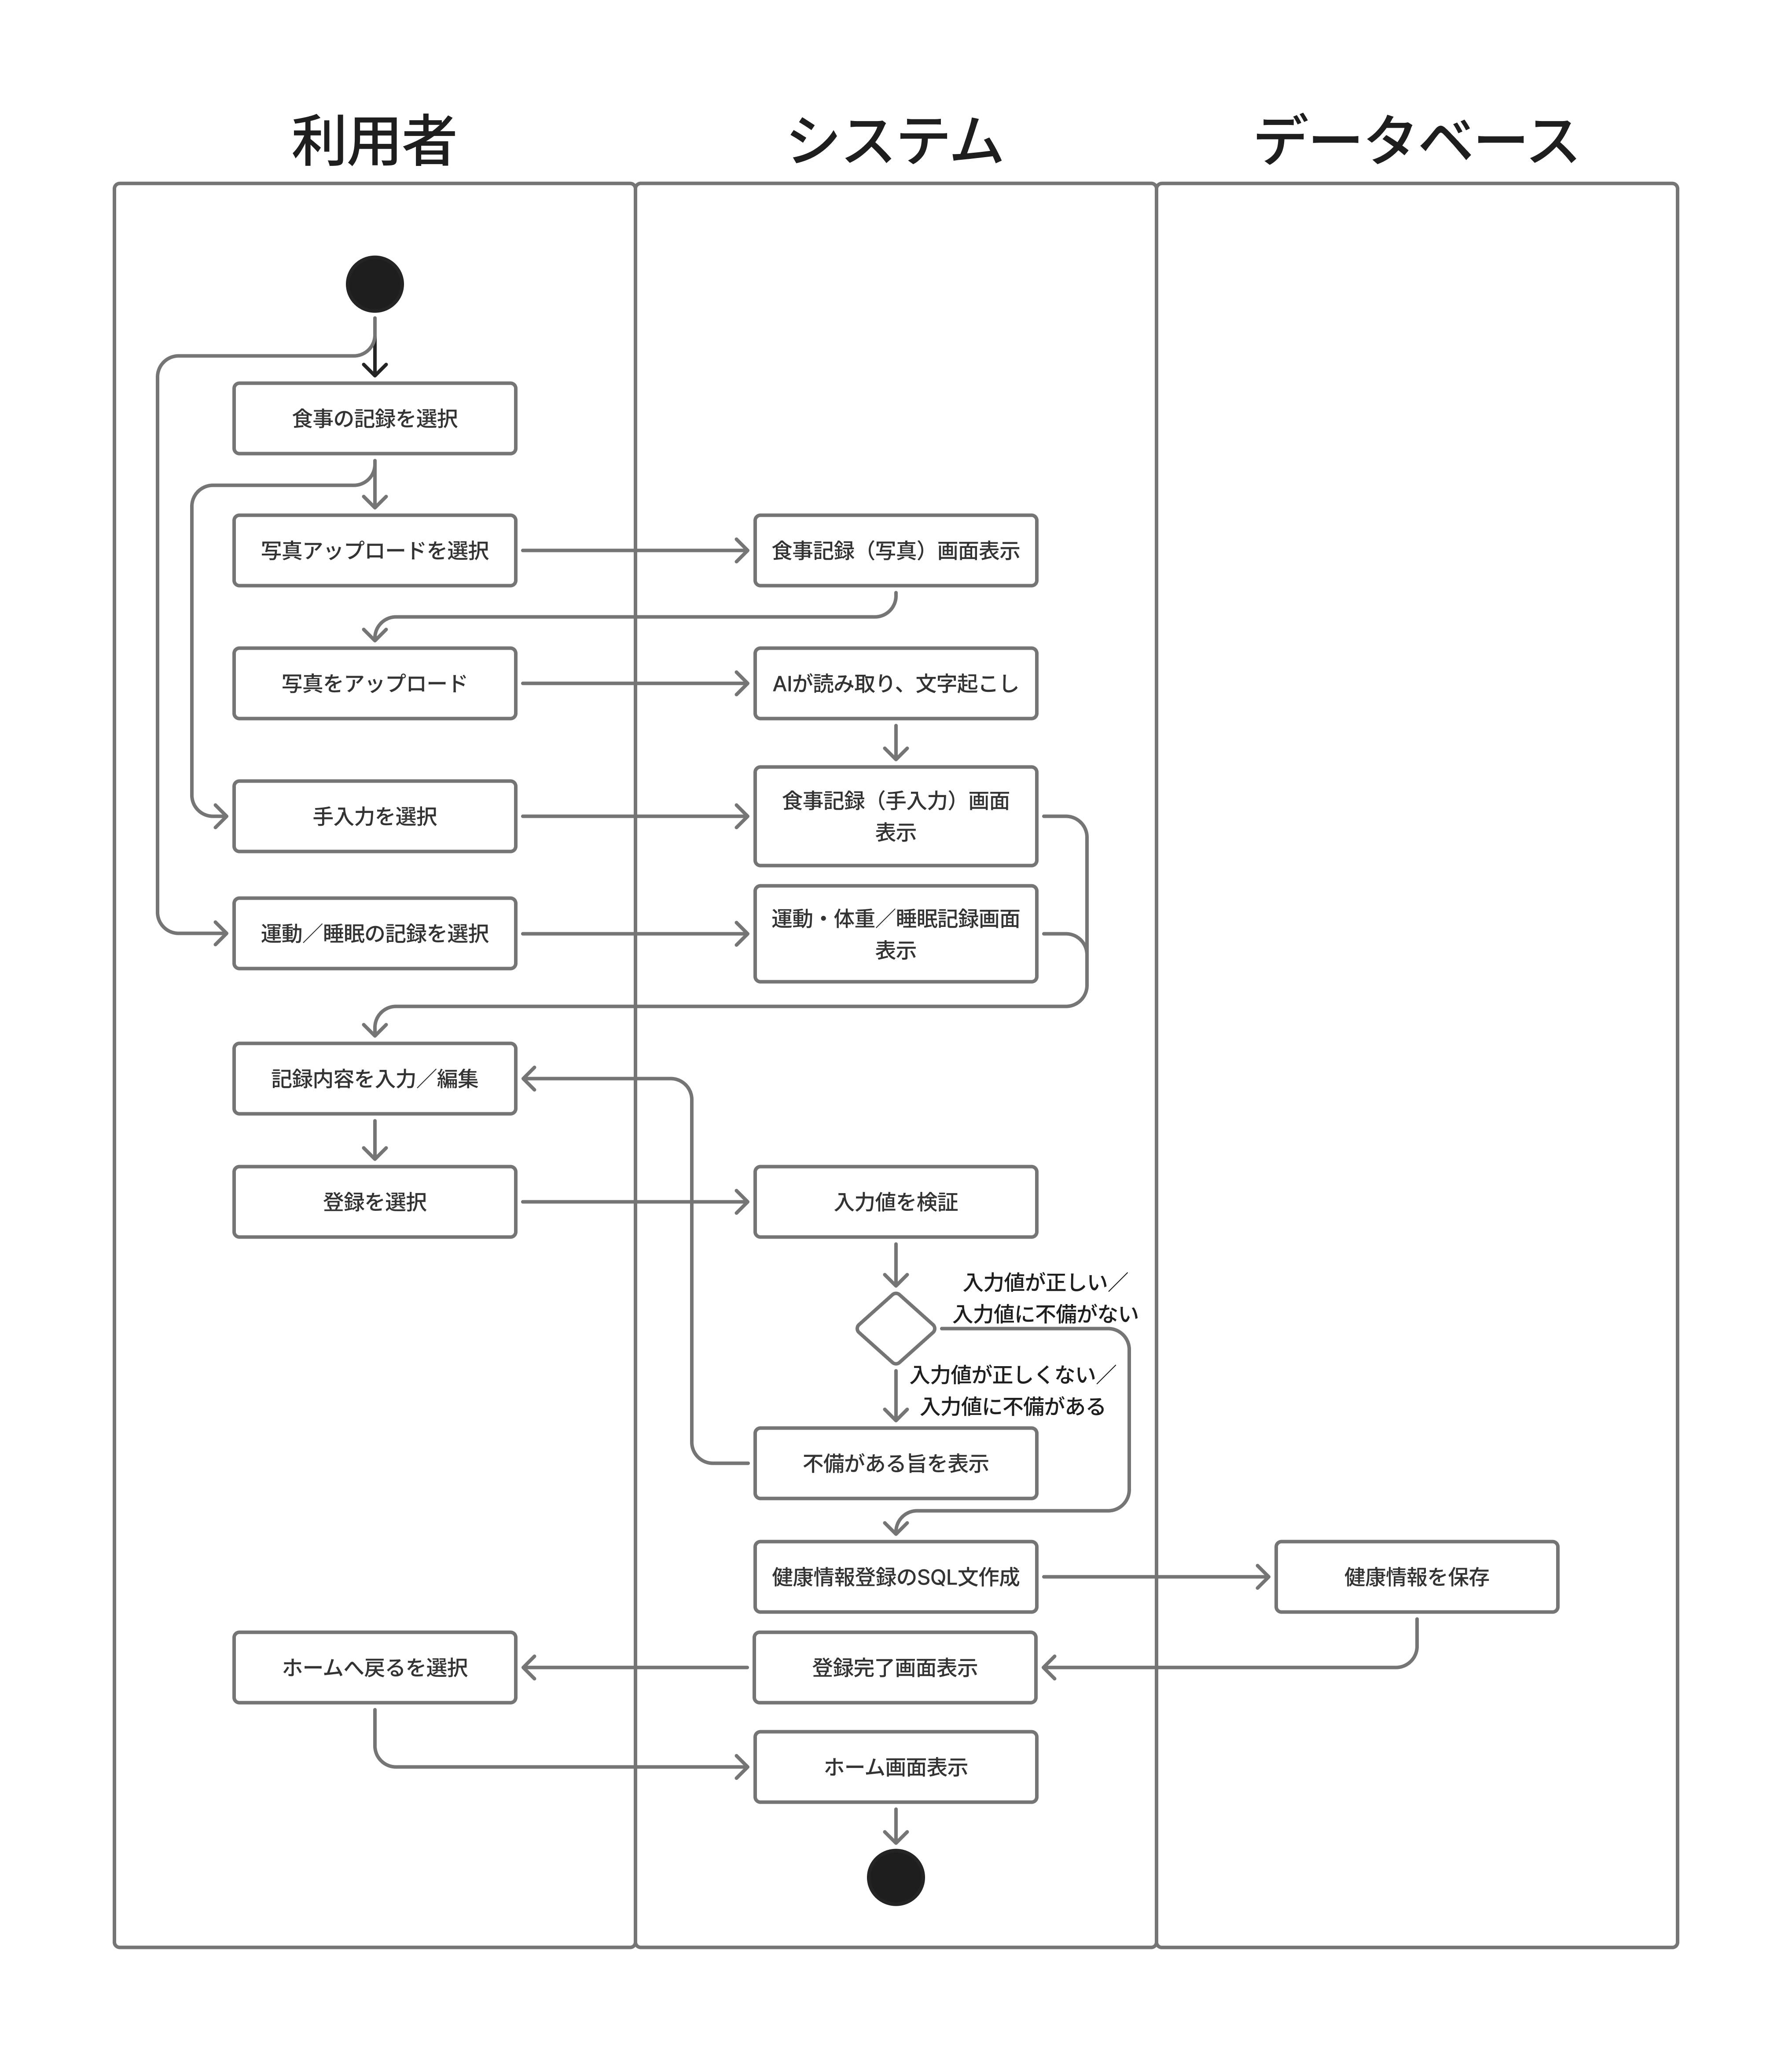 利用者
システム
データベース
食事の記録を選択
写真アップロードを選択
食事記録（写真）画面表示
写真をアップロード
AIが読み取り、文字起こし
手入力を選択
食事記録（手入力）画面
表示
運動／睡眠の記録を選択
運動・体重／睡眠記録画面
表示
記録内容を入力／編集
登録を選択
入力値を検証
入力値が正しい／
入力値に不備がない
入力値が正しくない／
入力値に不備がある
不備がある旨を表示
健康情報登録のSQL文作成
健康情報を保存
ホームへ戻るを選択
登録完了画面表示
ホーム画面表示